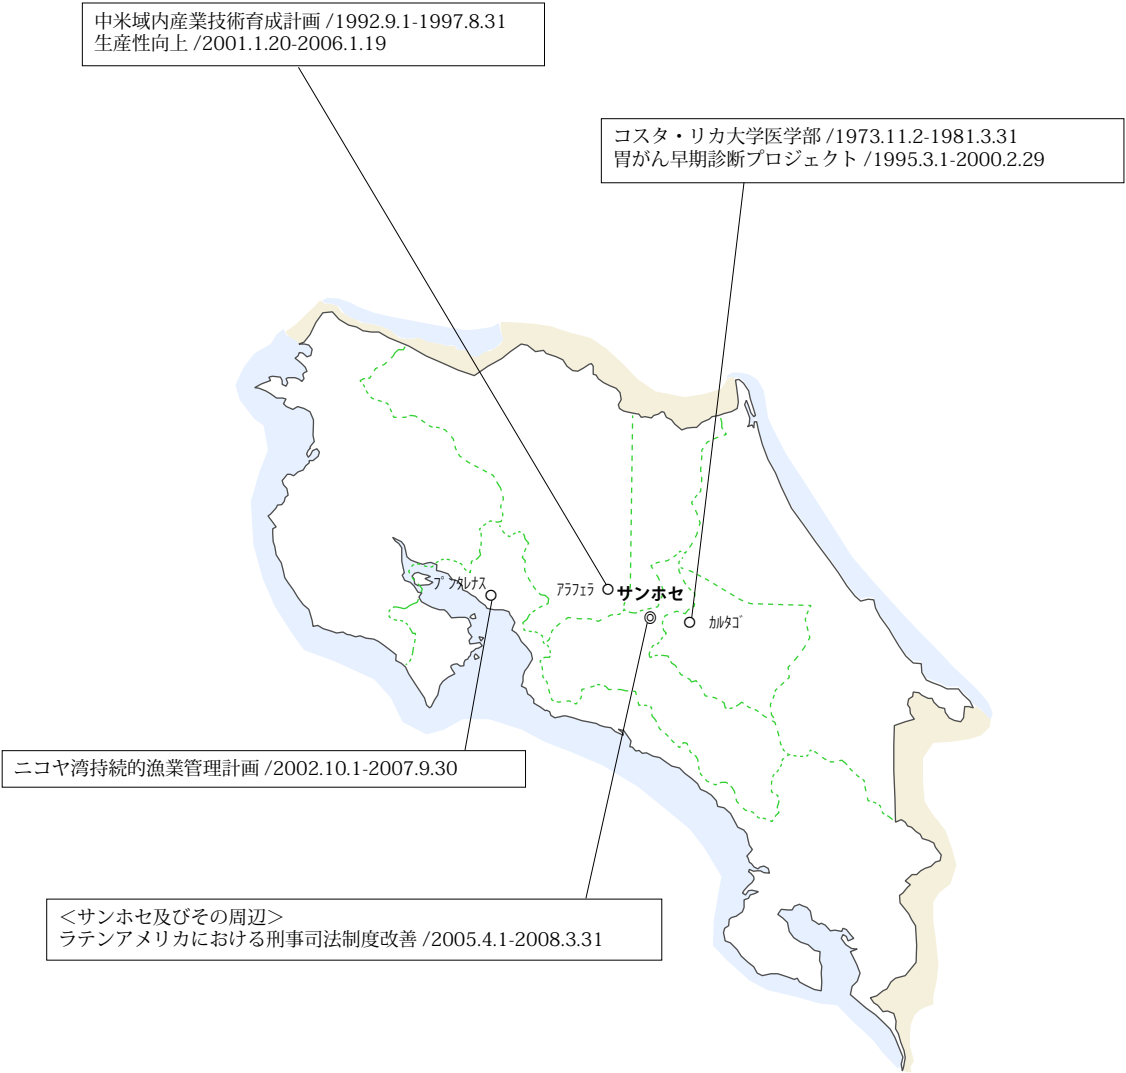 中米域内産業技術育成計画 /1992.9.1-1997.8.31
生産性向上 /2001.1.20-2006.1.19
コスタ・リカ大学医学部 /1973.11.2-1981.3.31
胃がん早期診断プロジェクト /1995.3.1-2000.2.29
プンタレナス
アラフェラ
サンホセ
カルタゴ
ニコヤ湾持続的漁業管理計画 /2002.10.1-2007.9.30
＜サンホセ及びその周辺＞
ラテンアメリカにおける刑事司法制度改善 /2005.4.1-2008.3.31